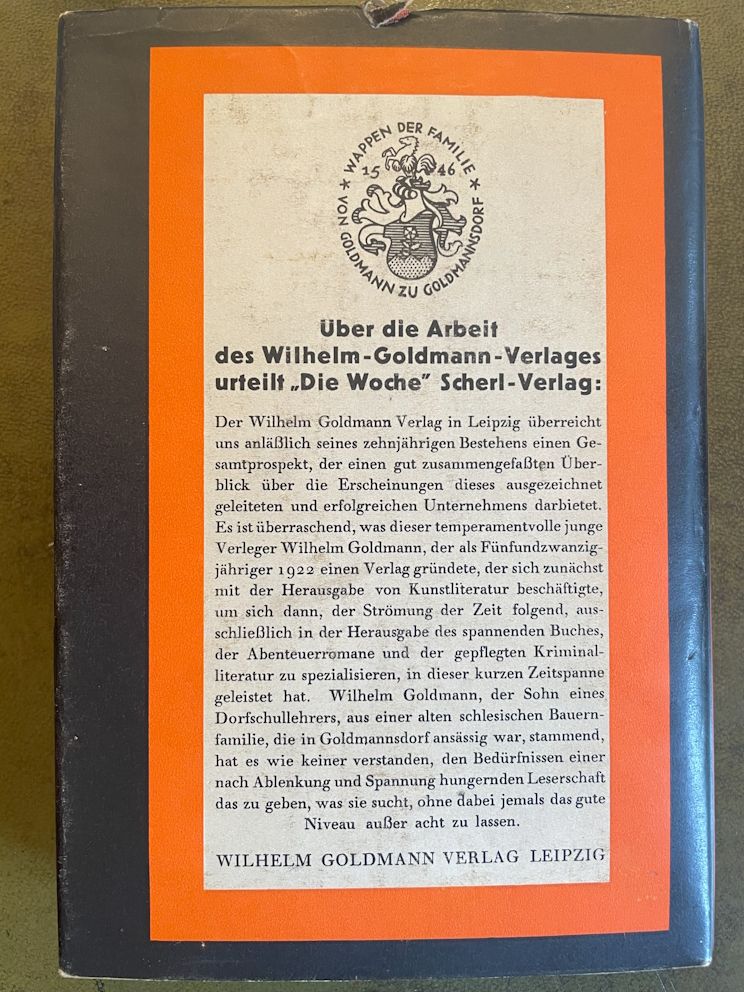 ★ WAPPEN DER FAMILIE ★
15 46
VON GOLDMANN ZU GOLDMANNSDORF
Über die Arbeit
des Wilhelm-Goldmann-Verlages
urteilt „Die Woche” Scherl-Verlag:
Der Wilhelm Goldmann Verlag in Leipzig überreicht
uns anläßlich seines zehnjährigen Bestehens einen Ge-
samtprospekt, der einen gut zusammengefaßten Über-
blick über die Erscheinungen dieses ausgezeichnet
geleiteten und erfolgreichen Unternehmens darbietet.
Es ist überraschend, was dieser temperamentvolle junge
Verleger Wilhelm Goldmann, der als Fünfundzwanzig-
jähriger 1922 einen Verlag gründete, der sich zunächst
mit der Herausgabe von Kunstliteratur beschäftigte,
um sich dann, der Strömung der Zeit folgend, aus-
schließlich in der Herausgabe des spannenden Buches,
der Abenteuerromane und der gepflegten Kriminal-
literatur zu spezialisieren, in dieser kurzen Zeitspanne
geleistet hat. Wilhelm Goldmann, der Sohn eines
Dorfschullehrers, aus einer alten schlesischen Bauern-
familie, die in Goldmannsdorf ansässig war, stammend,
hat es wie keiner verstanden, den Bedürfnissen einer
nach Ablenkung und Spannung hungernden Leserschaft
das zu geben, was sie sucht, ohne dabei jemals das gute
Niveau außer acht zu lassen.
WILHELM GOLDMANN VERLAG LEIPZIG